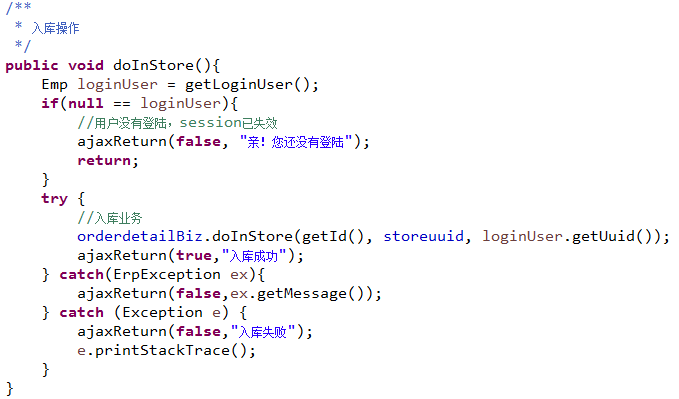 /**
 * 入库操作
 */
public void doInStore(){
    Emp loginUser = getLoginUser();
    if(null == loginUser){
        //用户没有登陆，session已失效
        ajaxReturn(false, "亲！您还没有登陆");
        return;
    }
    try {
        //入库业务
        orderdetailBiz.doInStore(getId(), storeuuid, loginUser.getUuid());
        ajaxReturn(true,"入库成功");
    } catch(ErpException ex){
        ajaxReturn(false,ex.getMessage());
    } catch (Exception e) {
        ajaxReturn(false,"入库失败");
        e.printStackTrace();
    }
}